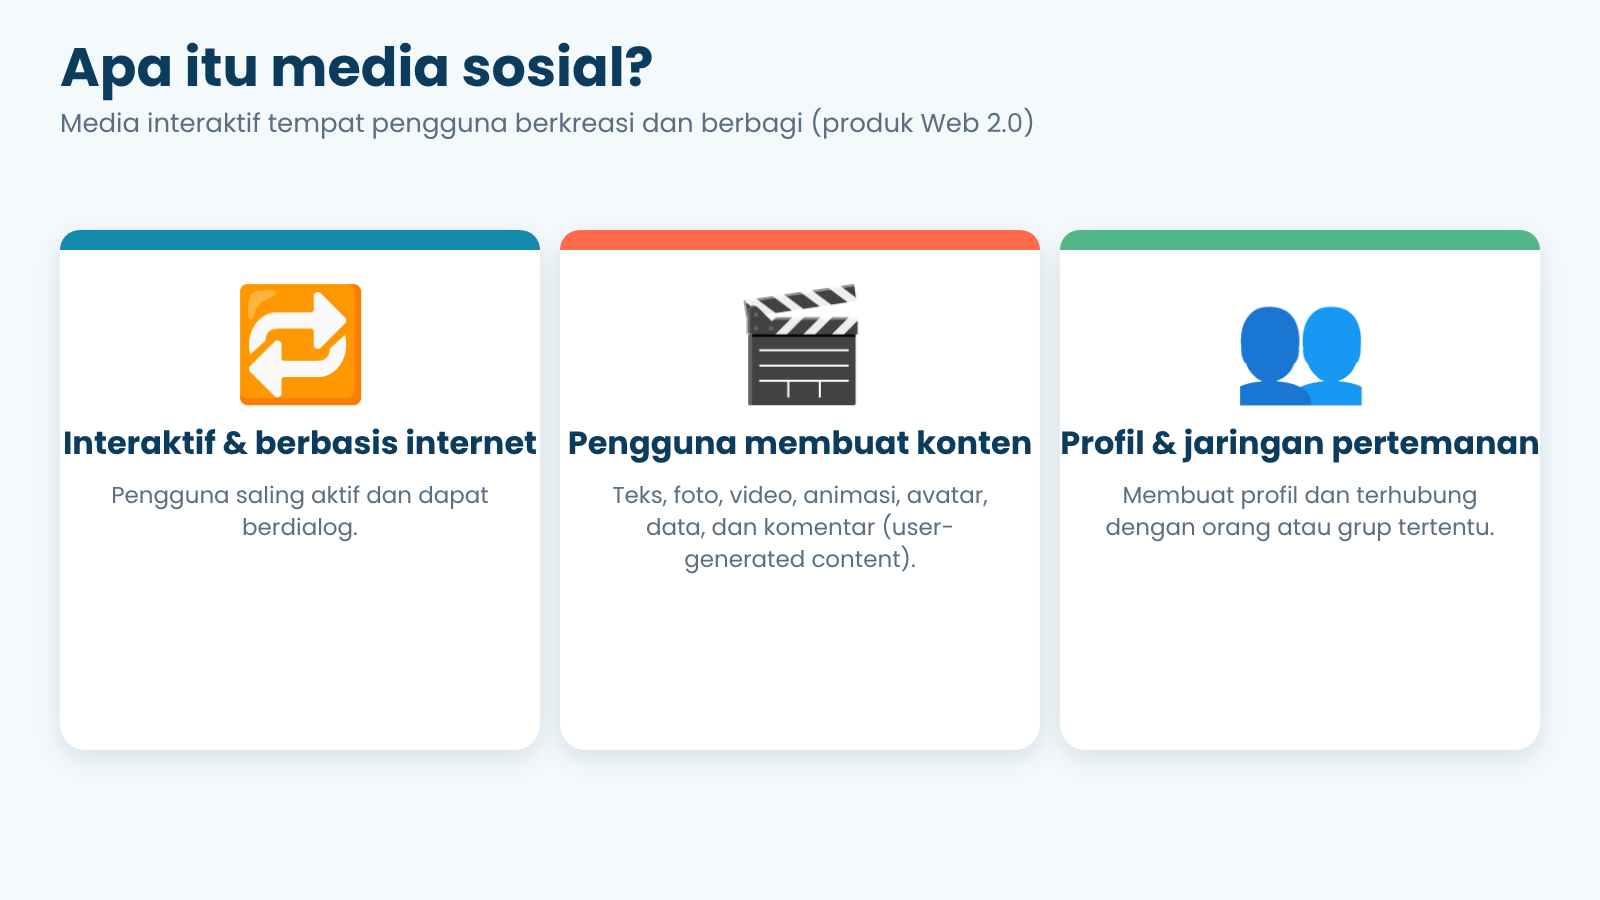 Apa itu media sosial?
Media interaktif tempat pengguna berkreasi dan berbagi (produk Web 2.0)
Interaktif & berbasis internet
Pengguna saling aktif dan dapat
berdialog.
Pengguna membuat konten
Teks, foto, video, animasi, avatar,
data, dan komentar (user-
generated content).
Profil & jaringan pertemanan
Membuat profil dan terhubung
dengan orang atau grup tertentu.